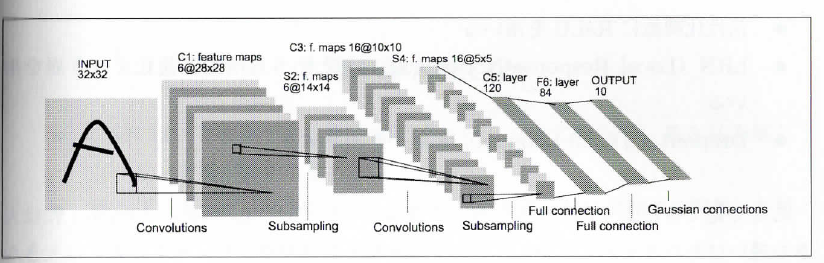 INPUT
32x32
C1: feature maps
6@28x28
C3: f. maps 16@10x10
S2: f. maps
6@14x14
S4: f. maps 16@5x5
C5: layer
120
F6: layer
84
OUTPUT
10
Convolutions
Subsampling
Convolutions
Subsampling
Full connection
Full connection
Gaussian connections